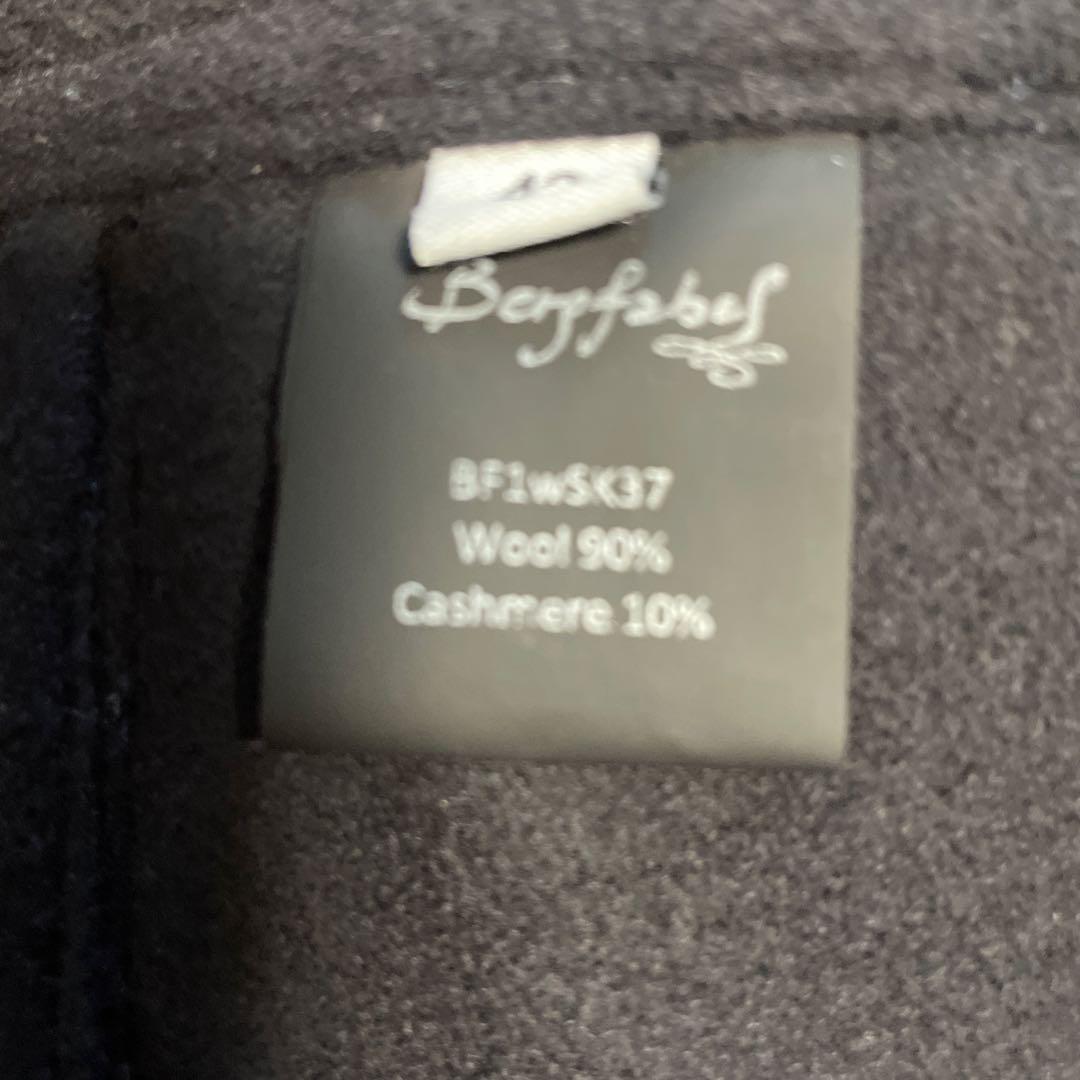 Bergfabel
BF1wSK37
Wool 90%
Cashmere 10%